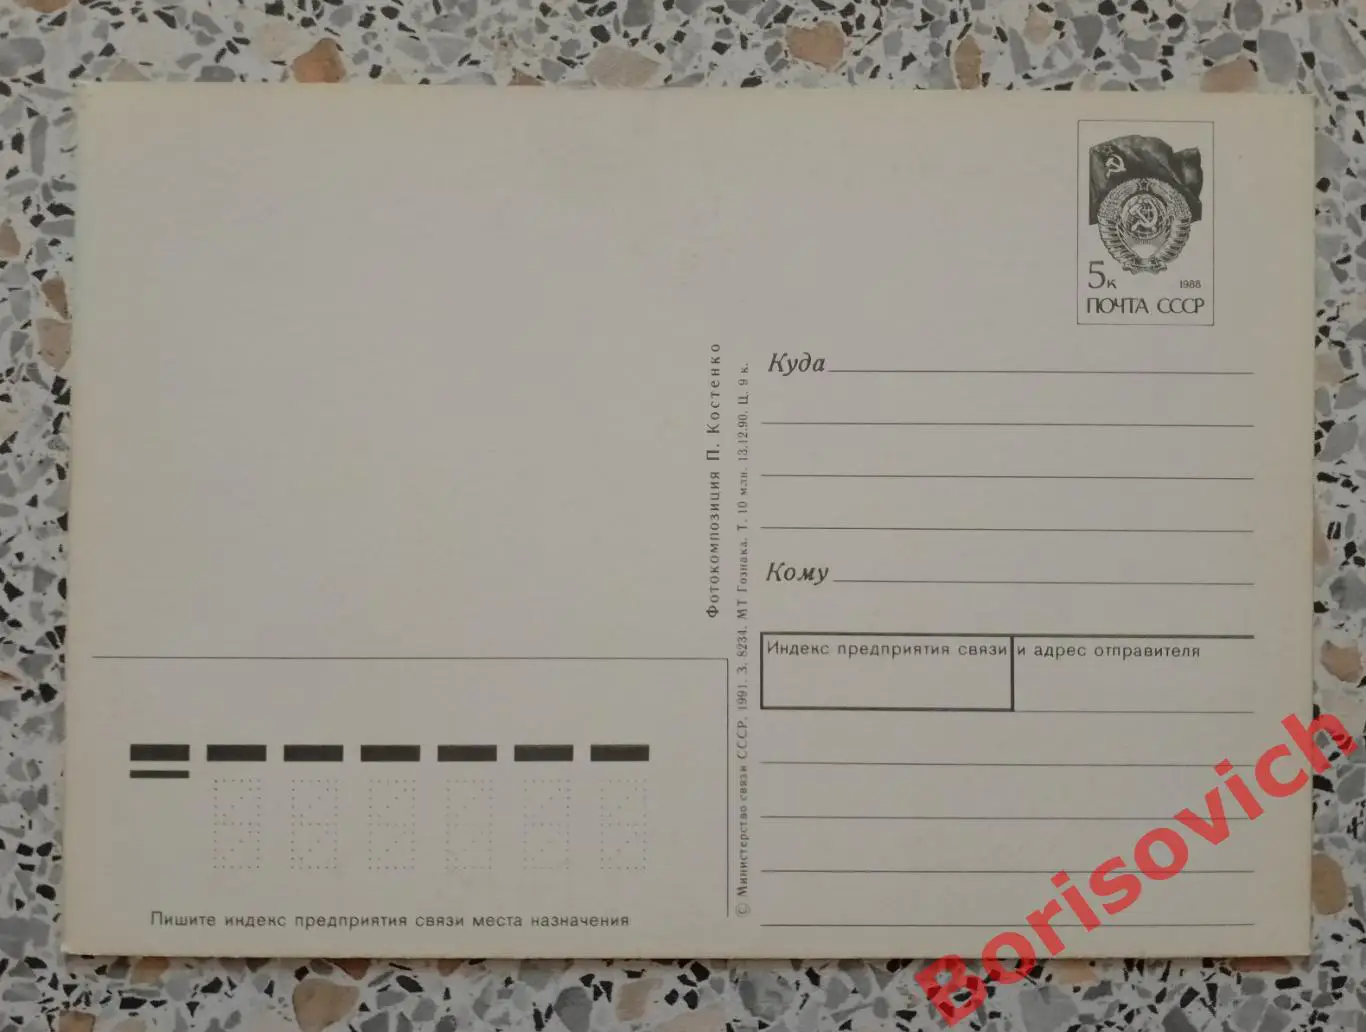 5к 1988
ПОЧТА СССР
Куда
Кому
Индекс предприятия связи и адрес отправителя
Фотокомпозиция П. Костенко
© Министерство связи СССР, 1991. З. 8234. МТ Гознака. Т. 10 млн. 13.12.90. Ц. 9 к.
Пишите индекс предприятия связи места назначения
Borisovich